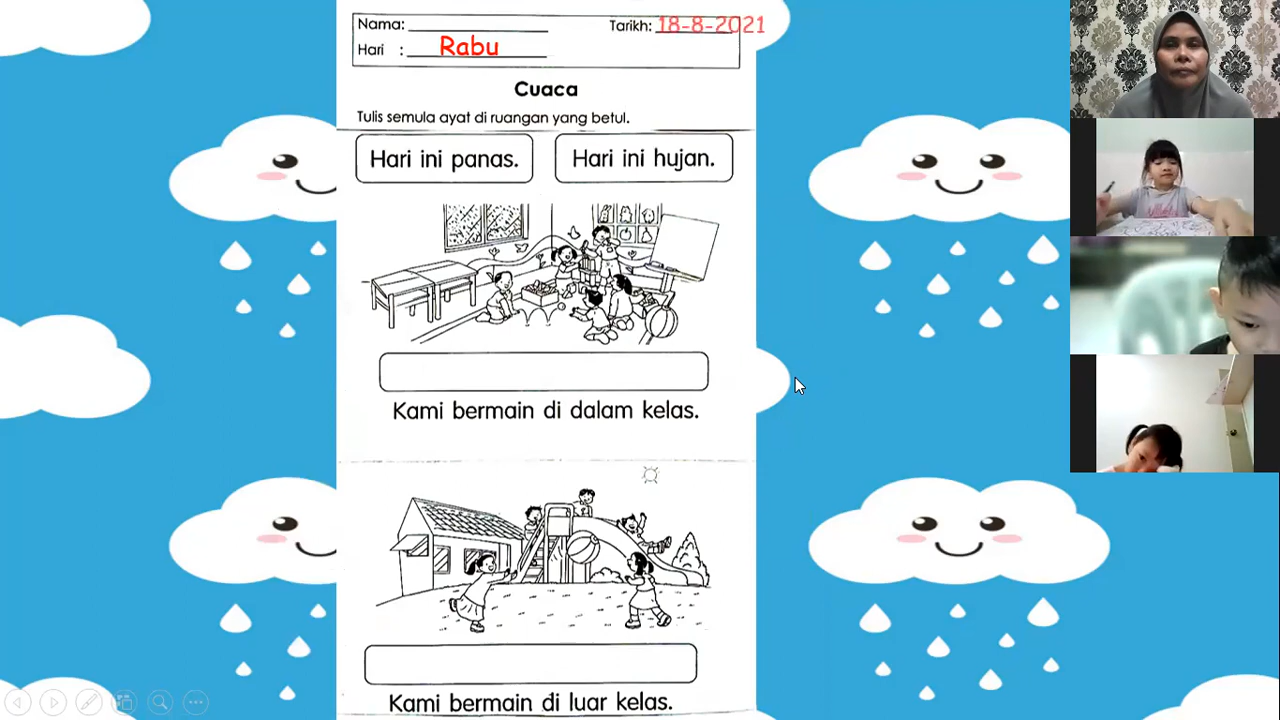 Nama: Tarikh: 18-8-2021
Hari : Rabu
Cuaca
Tulis semula ayat di ruangan yang betul.
Hari ini panas. Hari ini hujan.
Kami bermain di dalam kelas.
Kami bermain di luar kelas.